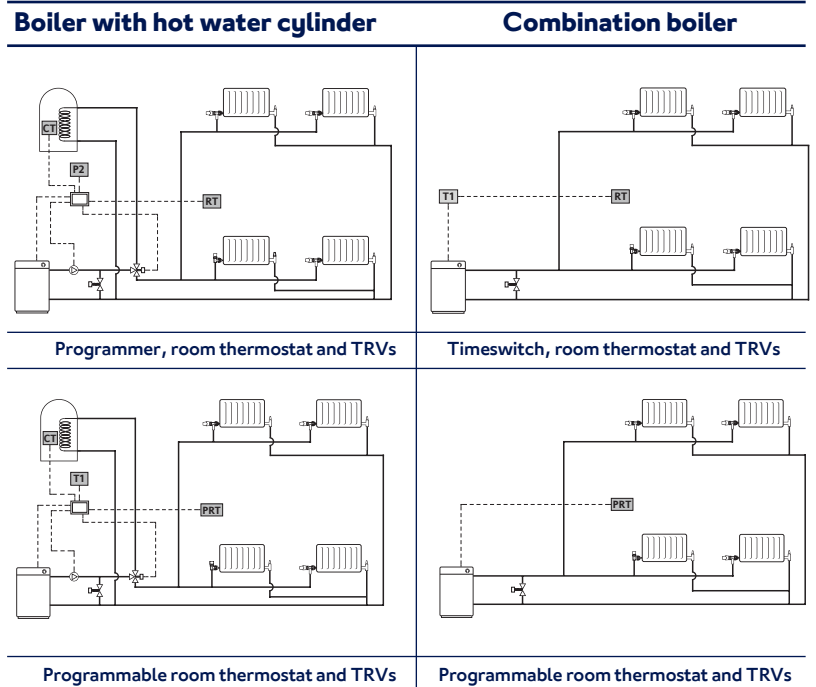 Boiler with hot water cylinder
Combination boiler
CT
P2
RT
T1
RT
Programmer, room thermostat and TRVs
Timeswitch, room thermostat and TRVs
CT
T1
PRT
PRT
Programmable room thermostat and TRVs
Programmable room thermostat and TRVs